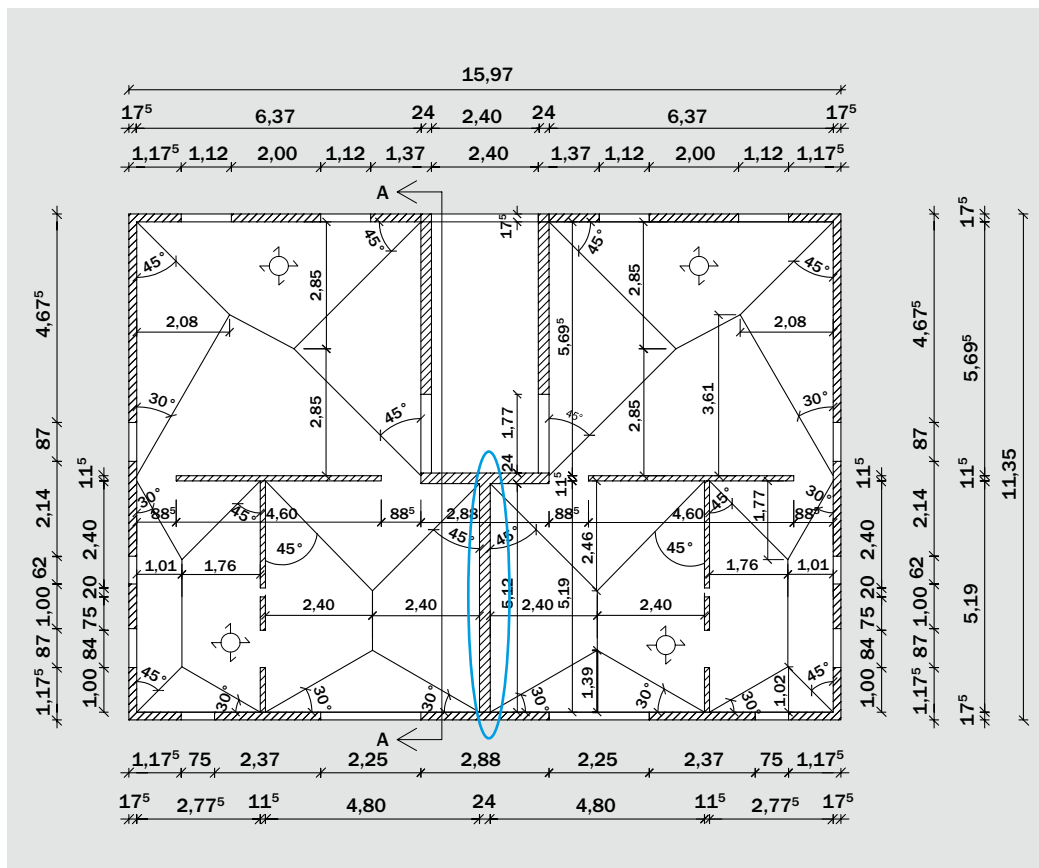 15,97
17⁵ 6,37 24 2,40 24 6,37 17⁵
1,17⁵ 1,12 2,00 1,12 1,37 2,40 1,37 1,12 2,00 1,12 1,17⁵
A
17⁵
45° 45° 45° 45°
2,85 2,85
4,67⁵ 2,08 5,69⁵ 2,08 4,67⁵ 5,69⁵ 17⁵
3,61
30° 45° 45° 30°
2,85 1,77 2,85
87 24 87 11,35
11⁵ 11⁵ 11⁵ 11⁵
30° 45° 45° 1,77 30°
88⁵ 4,60 88⁵ 2,88 88⁵ 4,60 88⁵
2,14 2,40 45° 45° 45° 2,46 45° 2,40 2,14
1,01 1,76 1,76 1,01
62 20 5,12 5,19 20 62 5,19
2,40 2,40 2,40 2,40
1,00 75 75 1,00
87 84 84 87
45° 1,39 1,02 45°
1,17⁵ 1,00 30° 30° 30° 30° 30° 30° 1,00 1,17⁵ 17⁵
A
1,17⁵ 75 2,37 2,25 2,88 2,25 2,37 75 1,17⁵
17⁵ 2,77⁵ 11⁵ 4,80 24 4,80 11⁵ 2,77⁵ 17⁵